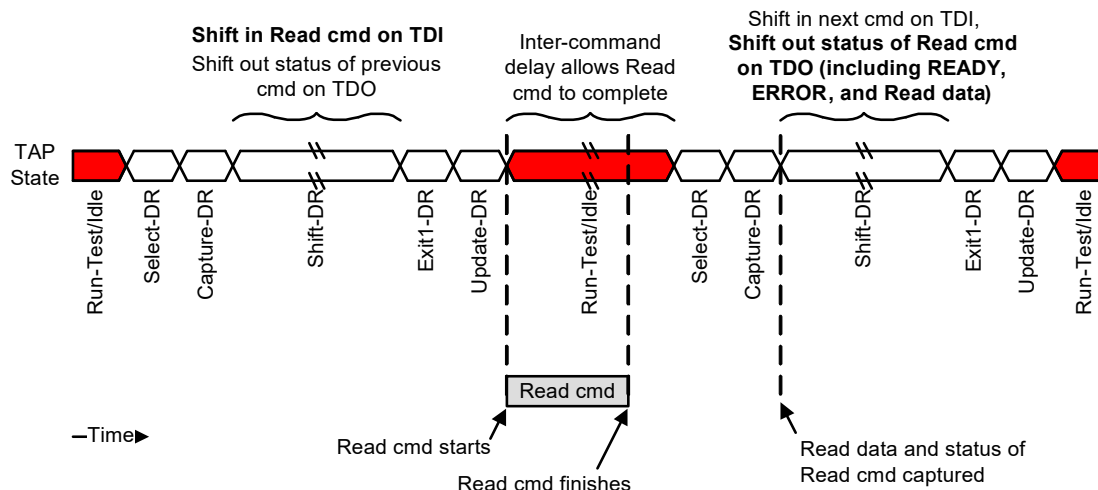 Shift in Read cmd on TDI
Shift out status of previous
cmd on TDO
Inter-command
delay allows Read
cmd to complete
Shift in next cmd on TDI,
Shift out status of Read cmd
on TDO (including READY,
ERROR, and Read data)
TAP
State
Run-Test/Idle
Select-DR
Capture-DR
Shift-DR
Exit1-DR
Update-DR
Run-Test/Idle
Select-DR
Capture-DR
Shift-DR
Exit1-DR
Update-DR
Run-Test/Idle
Read cmd
Time
Read cmd starts
Read cmd finishes
Read data and status of
Read cmd captured